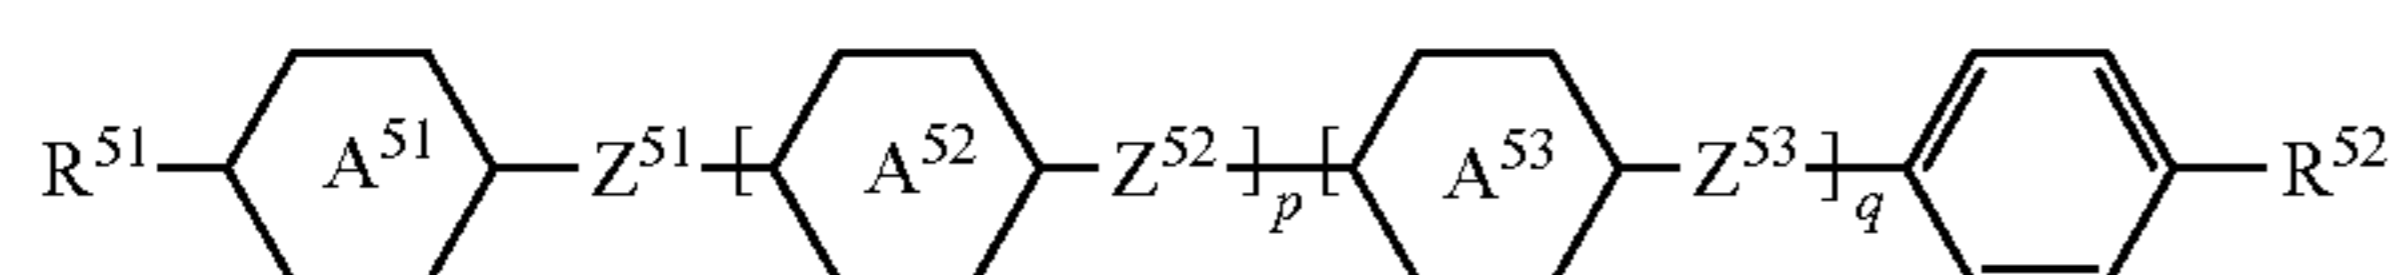 R⁵¹ A⁵¹ Z⁵¹ [ A⁵² Z⁵² ]p [ A⁵³ Z⁵³ ]q R⁵²